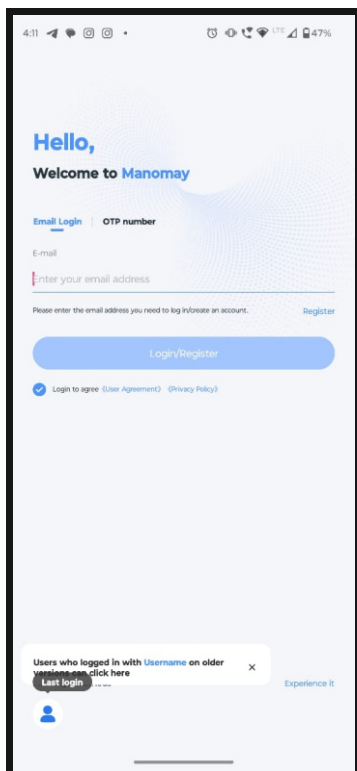 4:11
LTE
47%
Hello,
Welcome to Manomay
Email Login
OTP number
E-mail
Enter your email address
Please enter the email address you need to log in/create an account.
Register
Login/Register
Login to agree 《User Agreement》 《Privacy Policy》
Users who logged in with Username on older
versions can click here
Last login
Experience it